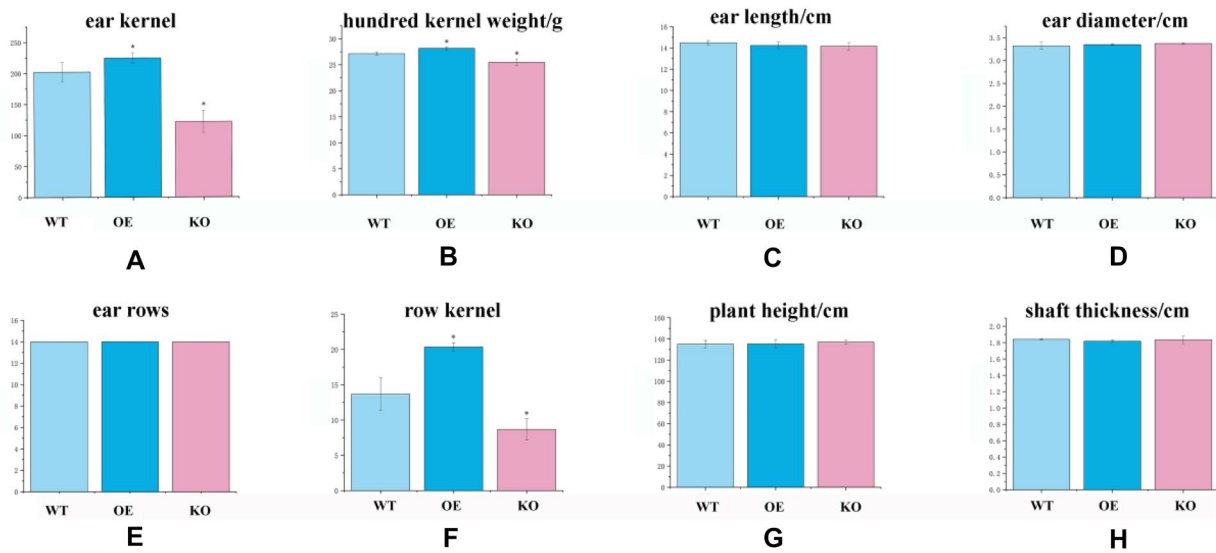 ear kernel
250
200
150
100
50
0
*
*
WT OE KO
A
hundred kernel weight/g
30
25
20
15
10
5
0
*
*
WT OE KO
B
ear length/cm
16
14
12
10
8
6
4
2
0
WT OE KO
C
ear diameter/cm
3.5
3.0
2.5
2.0
1.5
1.0
0.5
0.0
WT OE KO
D
ear rows
16
14
12
10
8
6
4
2
0
WT OE KO
E
row kernel
25
20
15
10
5
0
*
*
WT OE KO
F
plant height/cm
160
140
120
100
80
60
40
20
0
WT OE KO
G
shaft thickness/cm
2.0
1.8
1.6
1.4
1.2
1.0
0.8
0.6
0.4
0.2
0.0
WT OE KO
H